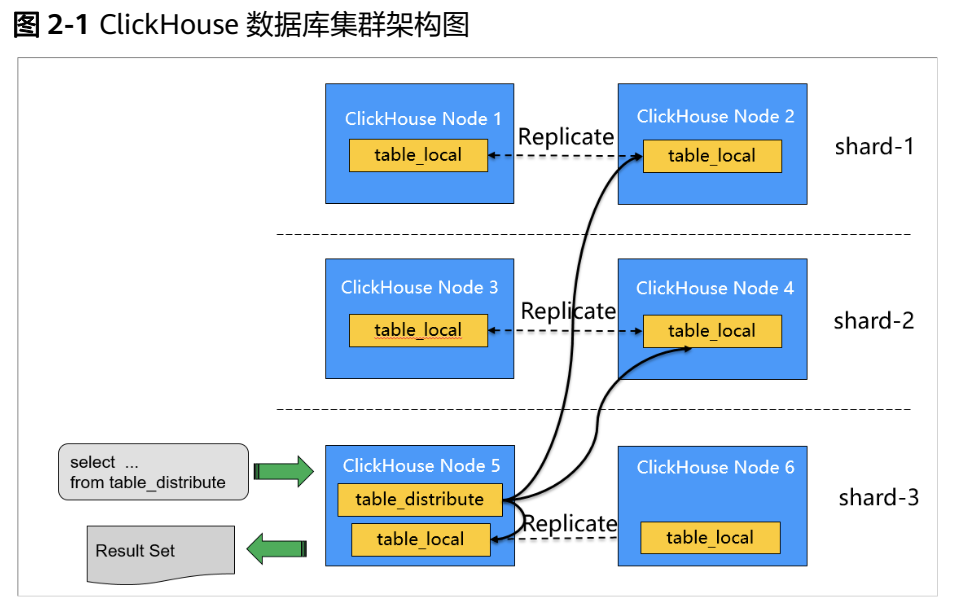 图 2-1 ClickHouse 数据库集群架构图
ClickHouse Node 1
table_local
Replicate
ClickHouse Node 2
table_local
shard-1
ClickHouse Node 3
table_local
Replicate
ClickHouse Node 4
table_local
shard-2
select ...
from table_distribute
Result Set
ClickHouse Node 5
table_distribute
table_local
Replicate
ClickHouse Node 6
table_local
shard-3